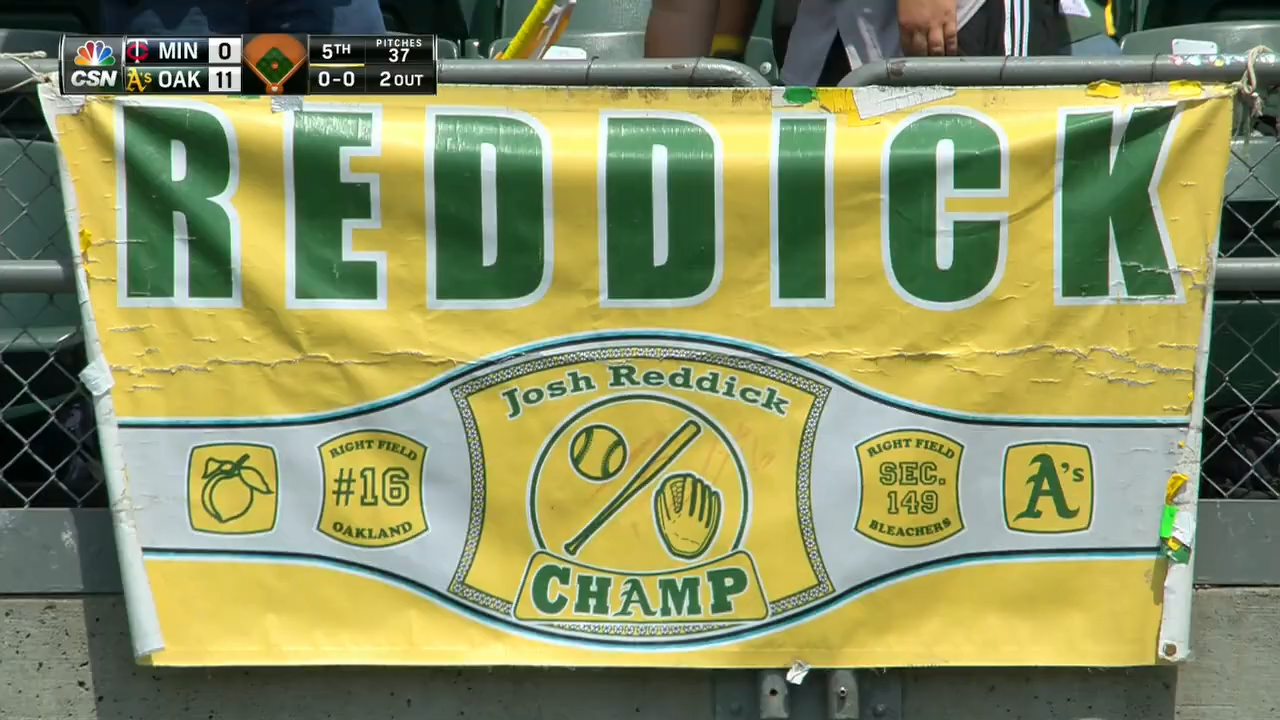 MIN 0 5TH PITCHES 37
CSN A's OAK 11 0-0 2 OUT
REDDICK
Josh Reddick
RIGHT FIELD
#16
OAKLAND
RIGHT FIELD
SEC.
149
BLEACHERS
A's
CHAMP